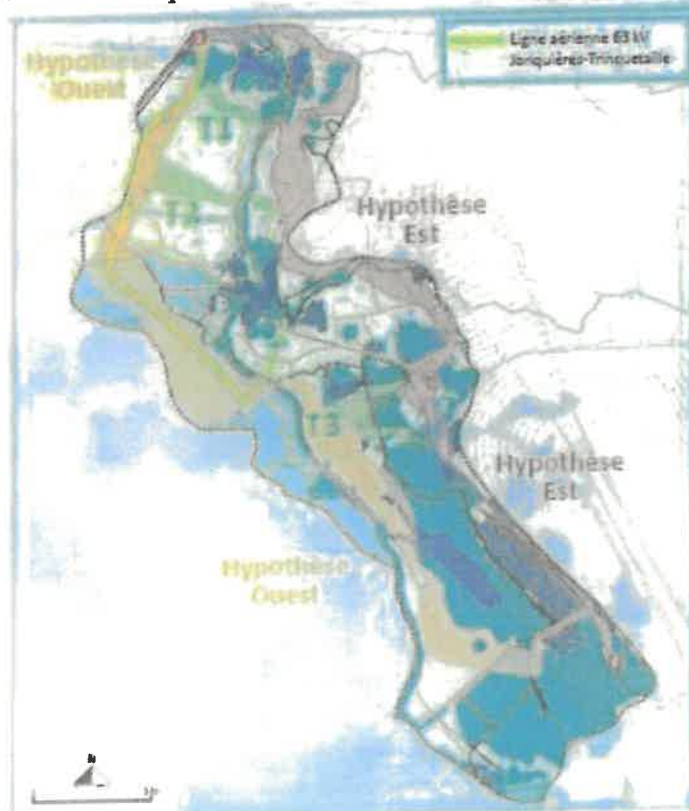 Ligne aérienne 63 kV
Jonquières-Trinquetaille
Hypothèse
Ouest
T1
T2
Hypothèse
Est
T3
Hypothèse
Est
Hypothèse
Ouest
N